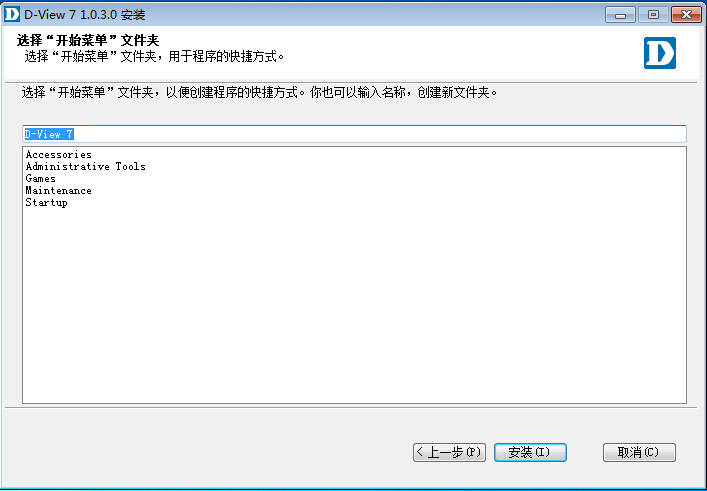 D-View 7 1.0.3.0 安装
选择“开始菜单”文件夹
选择“开始菜单”文件夹，用于程序的快捷方式。
D
选择“开始菜单”文件夹，以便创建程序的快捷方式。你也可以输入名称，创建新文件夹。
D-View 7
Accessories
Administrative Tools
Games
Maintenance
Startup
< 上一步(P)
安装(I)
取消(C)